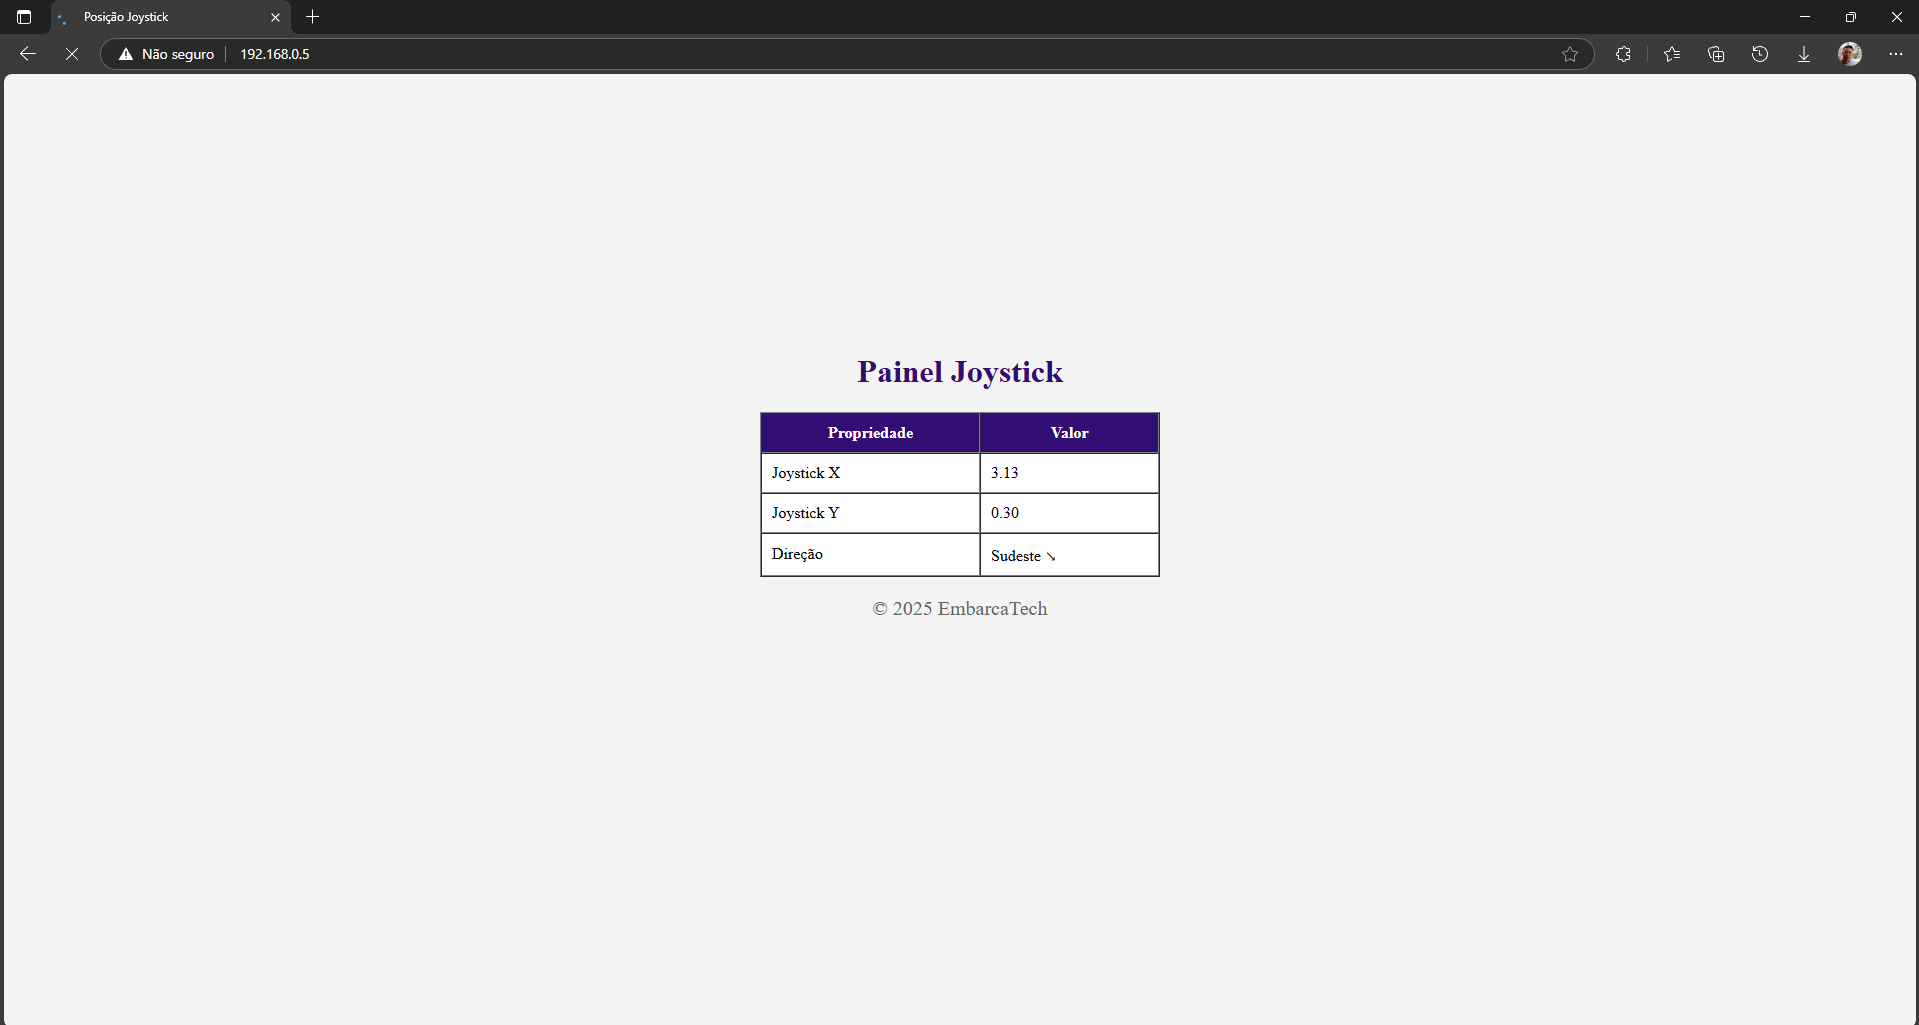 Posição Joystick
Não seguro 192.168.0.5
Painel Joystick
Propriedade Valor
Joystick X 3.13
Joystick Y 0.30
Direção Sudeste ↘
© 2025 EmbarcaTech